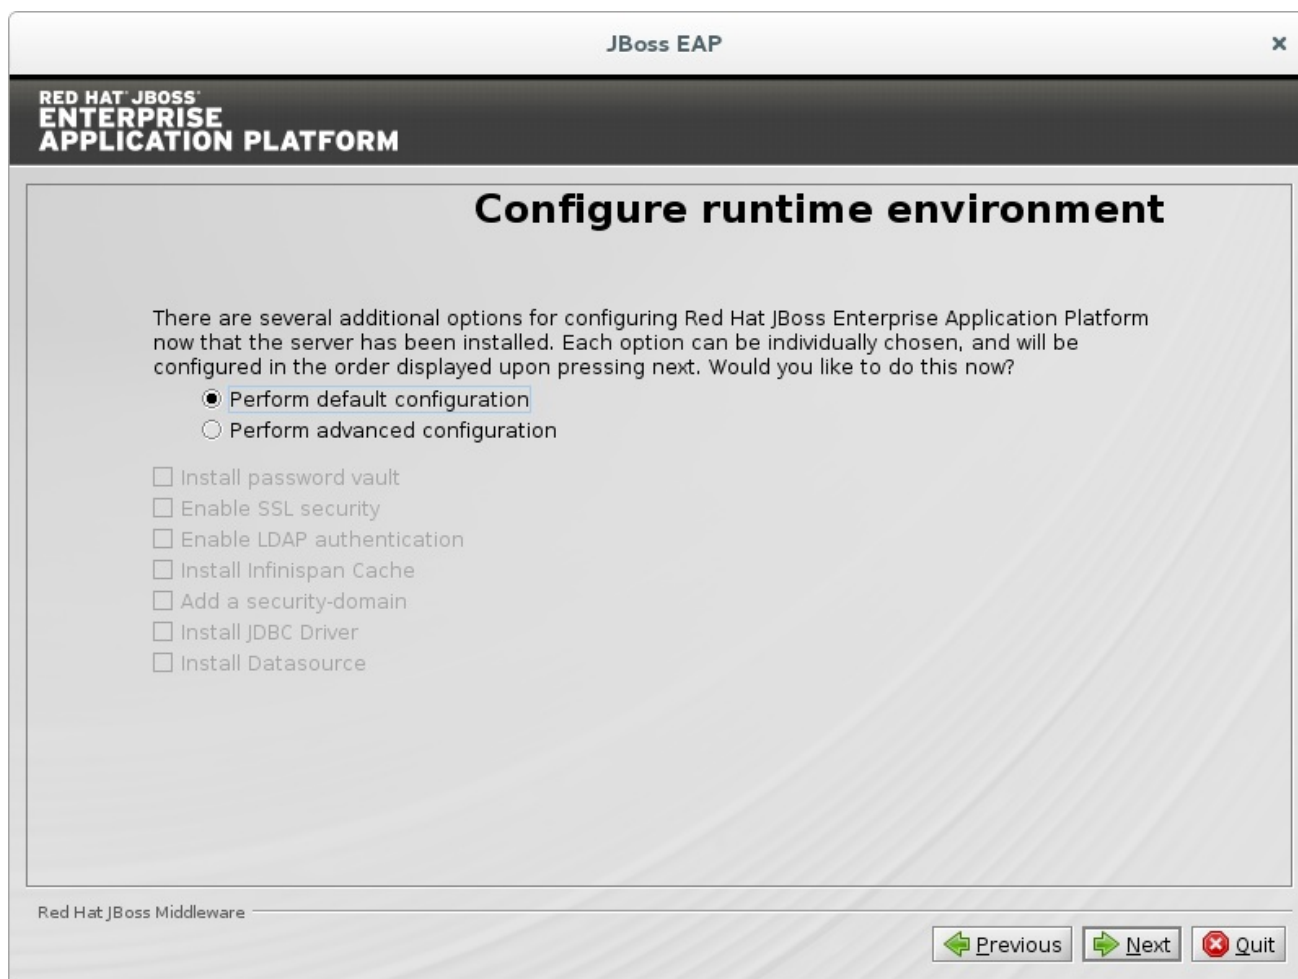 JBoss EAP
RED HAT® JBOSS®
ENTERPRISE
APPLICATION PLATFORM
Configure runtime environment
There are several additional options for configuring Red Hat JBoss Enterprise Application Platform
now that the server has been installed. Each option can be individually chosen, and will be
configured in the order displayed upon pressing next. Would you like to do this now?
Perform default configuration
Perform advanced configuration
Install password vault
Enable SSL security
Enable LDAP authentication
Install Infinispan Cache
Add a security-domain
Install JDBC Driver
Install Datasource
Red Hat JBoss Middleware
Previous Next Quit